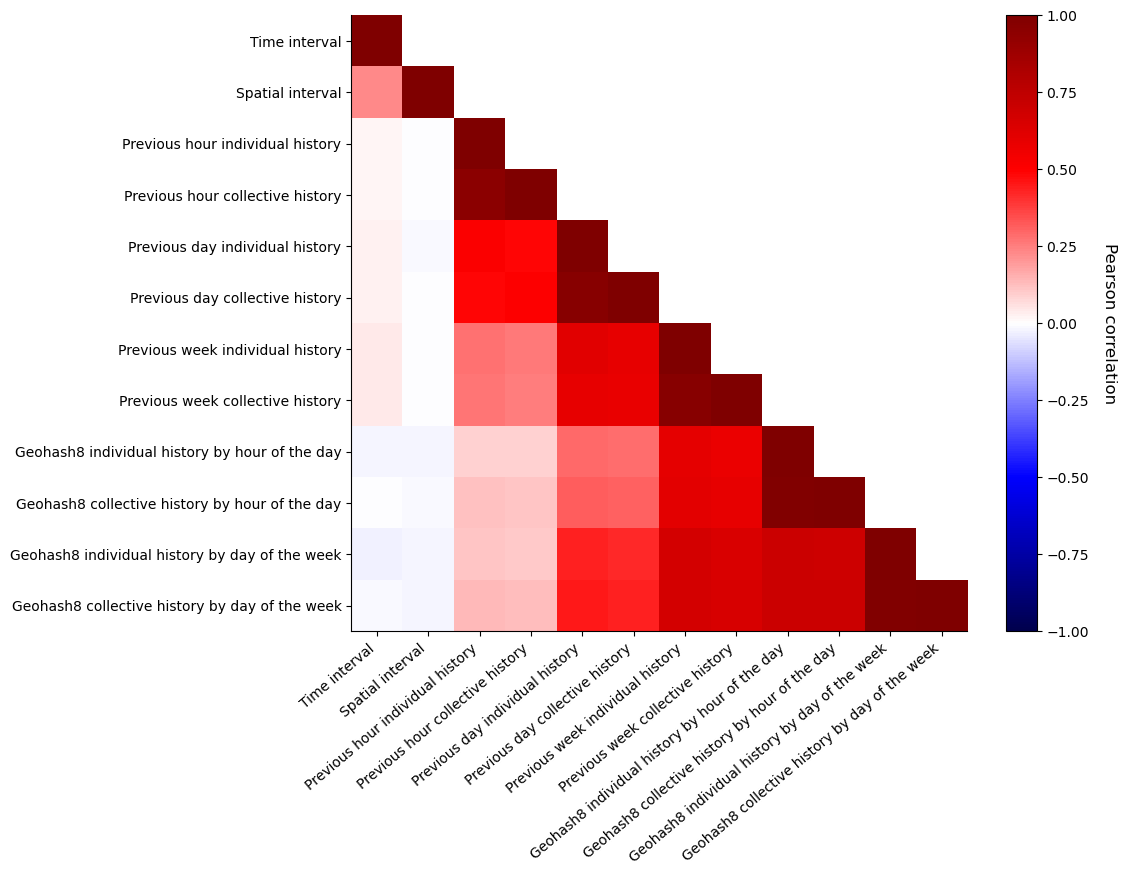 Time interval
Spatial interval
Previous hour individual history
Previous hour collective history
Previous day individual history
Previous day collective history
Previous week individual history
Previous week collective history
Geohash8 individual history by hour of the day
Geohash8 collective history by hour of the day
Geohash8 individual history by day of the week
Geohash8 collective history by day of the week
Time interval
Spatial interval
Previous hour individual history
Previous hour collective history
Previous day individual history
Previous day collective history
Previous week individual history
Previous week collective history
Geohash8 individual history by hour of the day
Geohash8 collective history by hour of the day
Geohash8 individual history by day of the week
Geohash8 collective history by day of the week
1.00
0.75
0.50
0.25
0.00
−0.25
−0.50
−0.75
−1.00
Pearson correlation